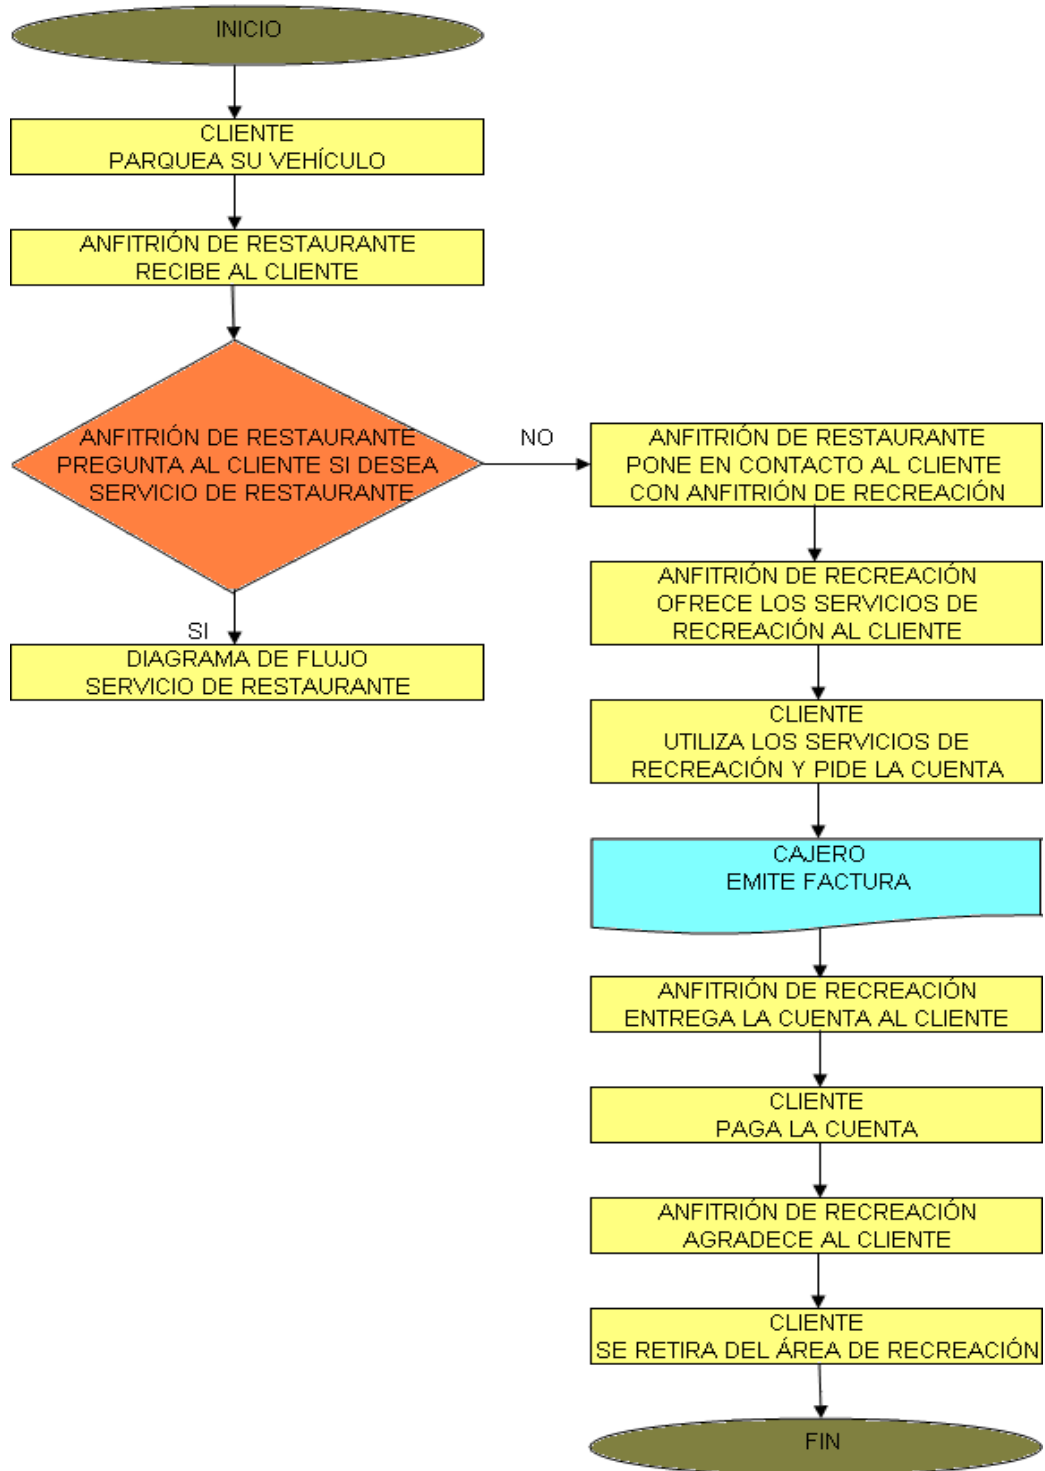 INICIO
CLIENTE
PARQUEA SU VEHÍCULO
ANFITRIÓN DE RESTAURANTE
RECIBE AL CLIENTE
ANFITRIÓN DE RESTAURANTE
PREGUNTA AL CLIENTE SI DESEA
SERVICIO DE RESTAURANTE
SI
DIAGRAMA DE FLUJO
SERVICIO DE RESTAURANTE
NO
ANFITRIÓN DE RESTAURANTE
PONE EN CONTACTO AL CLIENTE
CON ANFITRIÓN DE RECREACIÓN
ANFITRIÓN DE RECREACIÓN
OFRECE LOS SERVICIOS DE
RECREACIÓN AL CLIENTE
CLIENTE
UTILIZA LOS SERVICIOS DE
RECREACIÓN Y PIDE LA CUENTA
CAJERO
EMITE FACTURA
ANFITRIÓN DE RECREACIÓN
ENTREGA LA CUENTA AL CLIENTE
CLIENTE
PAGA LA CUENTA
ANFITRIÓN DE RECREACIÓN
AGRADECE AL CLIENTE
CLIENTE
SE RETIRA DEL ÁREA DE RECREACIÓN
FIN